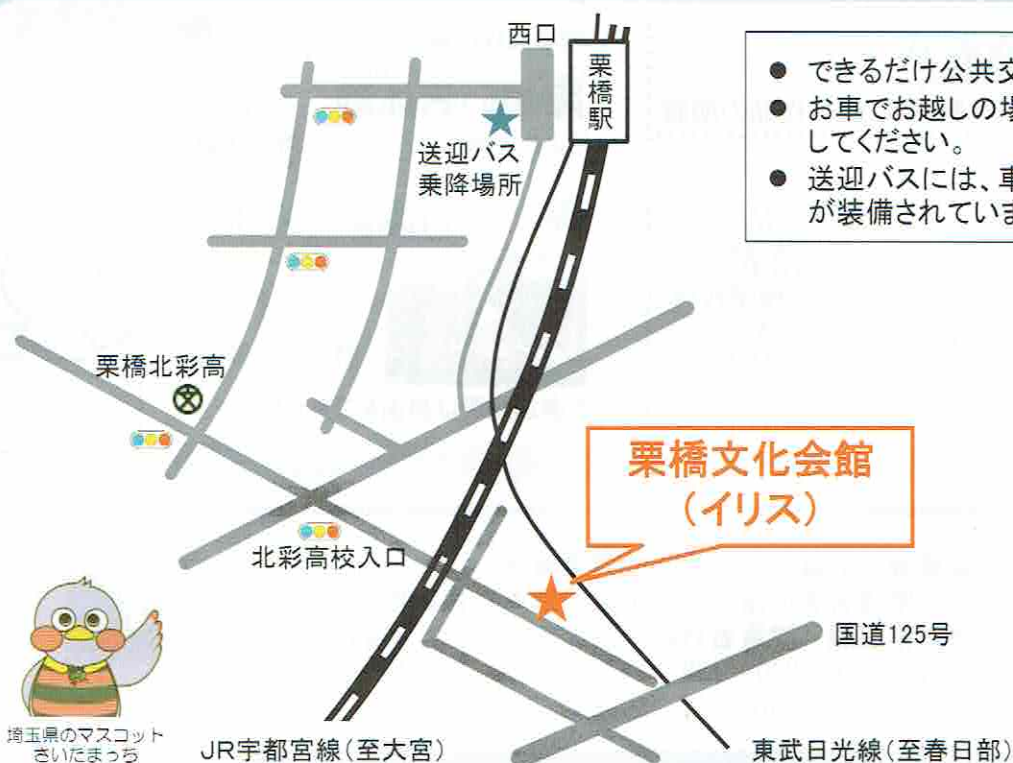 西口
栗橋駅
● できるだけ公共交
● お車でお越しの場
してください。
● 送迎バスには、車
が装備されていま
送迎バス
乗降場所
栗橋北彩高
栗橋文化会館
（イリス）
北彩高校入口
国道125号
埼玉県のマスコット
さいたまっち
JR宇都宮線（至大宮）
東武日光線（至春日部）